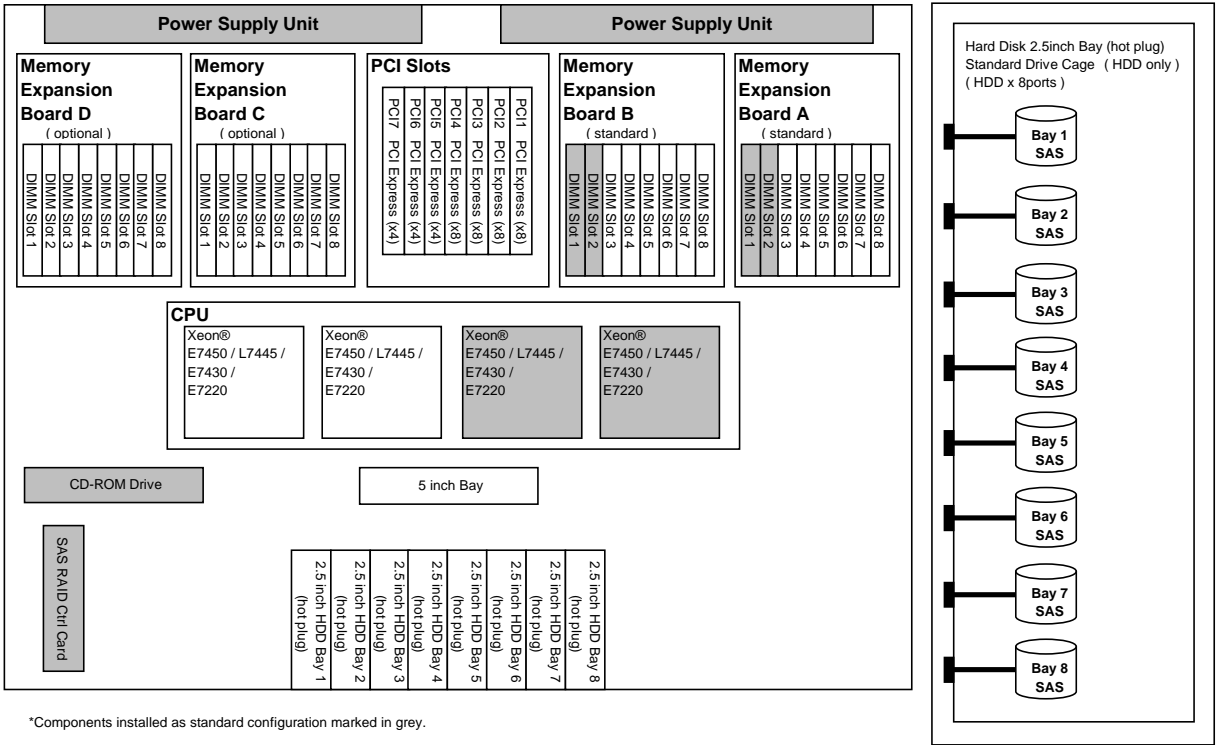 Power Supply Unit
Power Supply Unit
Memory
Expansion
Board D
( optional )
DIMM Slot 1
DIMM Slot 2
DIMM Slot 3
DIMM Slot 4
DIMM Slot 5
DIMM Slot 6
DIMM Slot 7
DIMM Slot 8
Memory
Expansion
Board C
( optional )
DIMM Slot 1
DIMM Slot 2
DIMM Slot 3
DIMM Slot 4
DIMM Slot 5
DIMM Slot 6
DIMM Slot 7
DIMM Slot 8
PCI Slots
PCI7 PCI Express (x4)
PCI6 PCI Express (x4)
PCI5 PCI Express (x4)
PCI4 PCI Express (x8)
PCI3 PCI Express (x8)
PCI2 PCI Express (x8)
PCI1 PCI Express (x8)
Memory
Expansion
Board B
( standard )
DIMM Slot 1
DIMM Slot 2
DIMM Slot 3
DIMM Slot 4
DIMM Slot 5
DIMM Slot 6
DIMM Slot 7
DIMM Slot 8
Memory
Expansion
Board A
( standard )
DIMM Slot 1
DIMM Slot 2
DIMM Slot 3
DIMM Slot 4
DIMM Slot 5
DIMM Slot 6
DIMM Slot 7
DIMM Slot 8
CPU
Xeon®
E7450 / L7445 /
E7430 /
E7220
Xeon®
E7450 / L7445 /
E7430 /
E7220
Xeon®
E7450 / L7445 /
E7430 /
E7220
Xeon®
E7450 / L7445 /
E7430 /
E7220
CD-ROM Drive
5 inch Bay
SAS RAID Ctrl Card
2.5 inch HDD Bay 1
(hot plug)
2.5 inch HDD Bay 2
(hot plug)
2.5 inch HDD Bay 3
(hot plug)
2.5 inch HDD Bay 4
(hot plug)
2.5 inch HDD Bay 5
(hot plug)
2.5 inch HDD Bay 6
(hot plug)
2.5 inch HDD Bay 7
(hot plug)
2.5 inch HDD Bay 8
(hot plug)
*Components installed as standard configuration marked in grey.
Hard Disk 2.5inch Bay (hot plug)
Standard Drive Cage ( HDD only )
( HDD x 8ports )
Bay 1
SAS
Bay 2
SAS
Bay 3
SAS
Bay 4
SAS
Bay 5
SAS
Bay 6
SAS
Bay 7
SAS
Bay 8
SAS